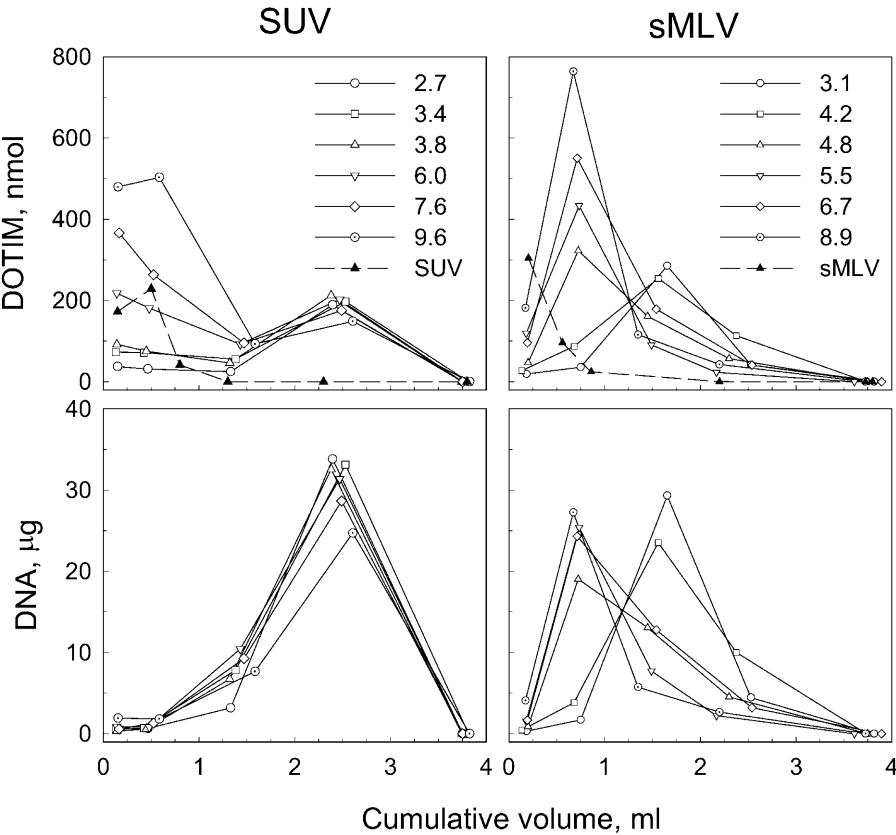 SUV
sMLV
DOTIM, nmol
800
600
400
200
0
2.7
3.4
3.8
6.0
7.6
9.6
SUV
3.1
4.2
4.8
5.5
6.7
8.9
sMLV
DNA, μg
40
30
20
10
0
0 1 2 3 4 0 1 2 3 4
Cumulative volume, ml